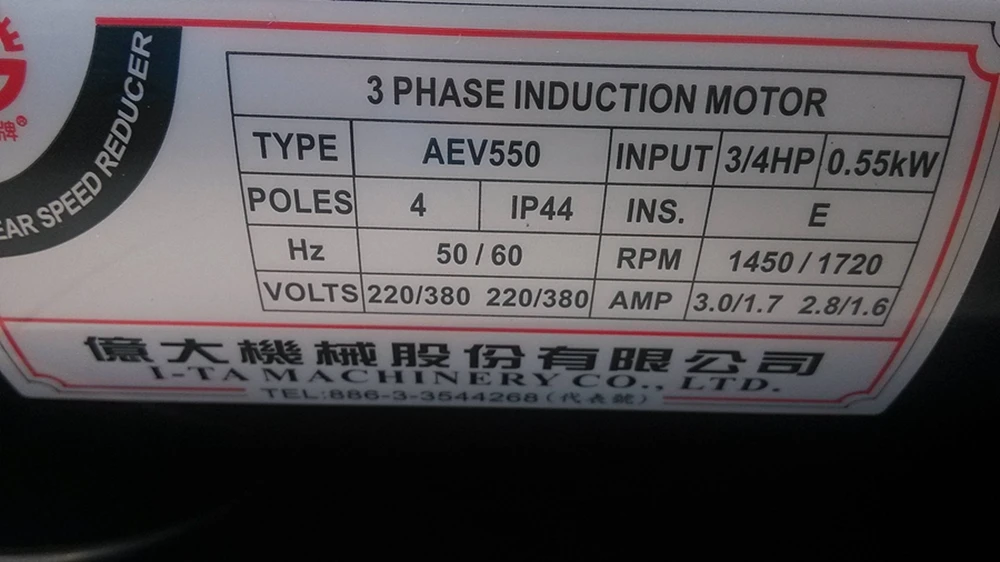 牌®
EAR SPEED REDUCER
3 PHASE INDUCTION MOTOR
TYPE AEV550 INPUT 3/4HP 0.55kW
POLES 4 IP44 INS. E
Hz 50 / 60 RPM 1450 / 1720
VOLTS 220/380 220/380 AMP 3.0/1.7 2.8/1.6
億大機械股份有限公司
I-TA MACHINERY CO., LTD.
TEL:886-3-3544268(代表號)